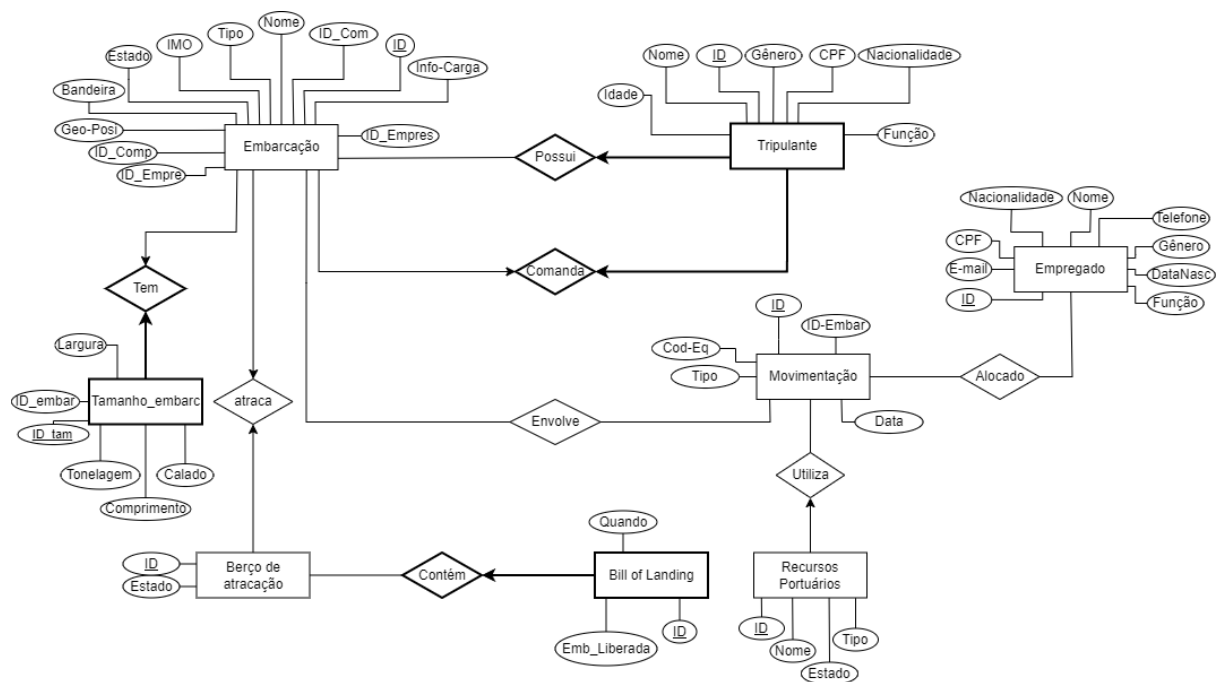 Nome
ID_Com
Tipo
IMO
ID
Estado
Info-Carga
Bandeira
Geo-Posi
ID_Comp
ID_Empre
Embarcação
ID_Empres
Nome
ID
Gênero
CPF
Nacionalidade
Idade
Função
Tripulante
Possui
Comanda
Tem
Nacionalidade
Nome
Telefone
CPF
Gênero
E-mail
Empregado
DataNasc
ID
Função
ID
ID-Embar
Cod-Eq
Tipo
Movimentação
Data
Alocado
Largura
ID_embar
Tamanho_embarc
ID_tam
Tonelagem
Calado
Comprimento
atraca
Envolve
Utiliza
ID
Estado
Berço de
atracação
Contém
Quando
Bill of Landing
Emb_Liberada
ID
Recursos
Portuários
ID
Nome
Estado
Tipo